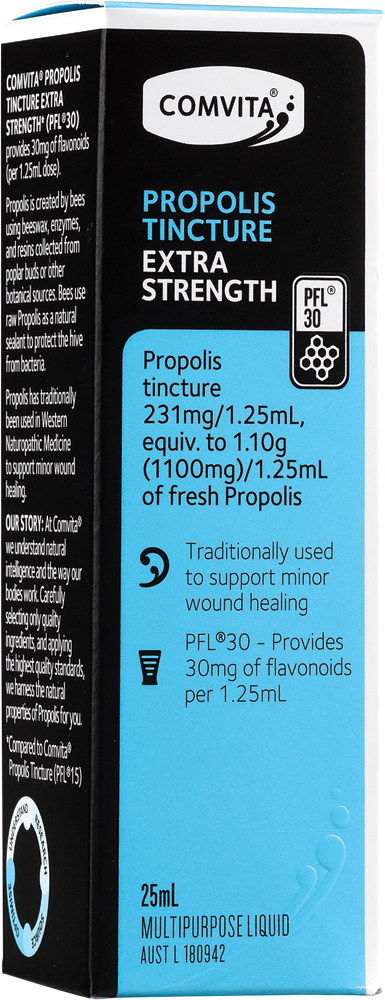 COMVITA® PROPOLIS
TINCTURE EXTRA
STRENGTH* (PFL®30)
provides 30mg of flavonoids
(per 1.25mL dose).
Propolis is created by bees
using beeswax, enzymes,
and resins collected from
poplar buds or other
botanical sources. Bees use
raw Propolis as a natural
sealant to protect the hive
from bacteria.
Propolis has traditionally
been used in Western
Naturopathic Medicine
to support minor wound
healing.
OUR STORY: At Comvita®
we understand natural
intelligence and the way our
bodies work. Carefully
selecting only quality
ingredients, and applying
the highest quality standards,
we harness the natural
properties of Propolis for you.
*Compared to Comvita®
Propolis Tincture (PFL®15)
UNDERSTAND
RESEARCH
SOURCE
OPTIMISE
COMVITA®
PROPOLIS
TINCTURE
EXTRA
STRENGTH
PFL®
30
Propolis
tincture
231mg/1.25mL,
equiv. to 1.10g
(1100mg)/1.25mL
of fresh Propolis
Traditionally used
to support minor
wound healing
PFL®30 – Provides
30mg of flavonoids
per 1.25mL
25mL
MULTIPURPOSE LIQUID
AUST L 180942